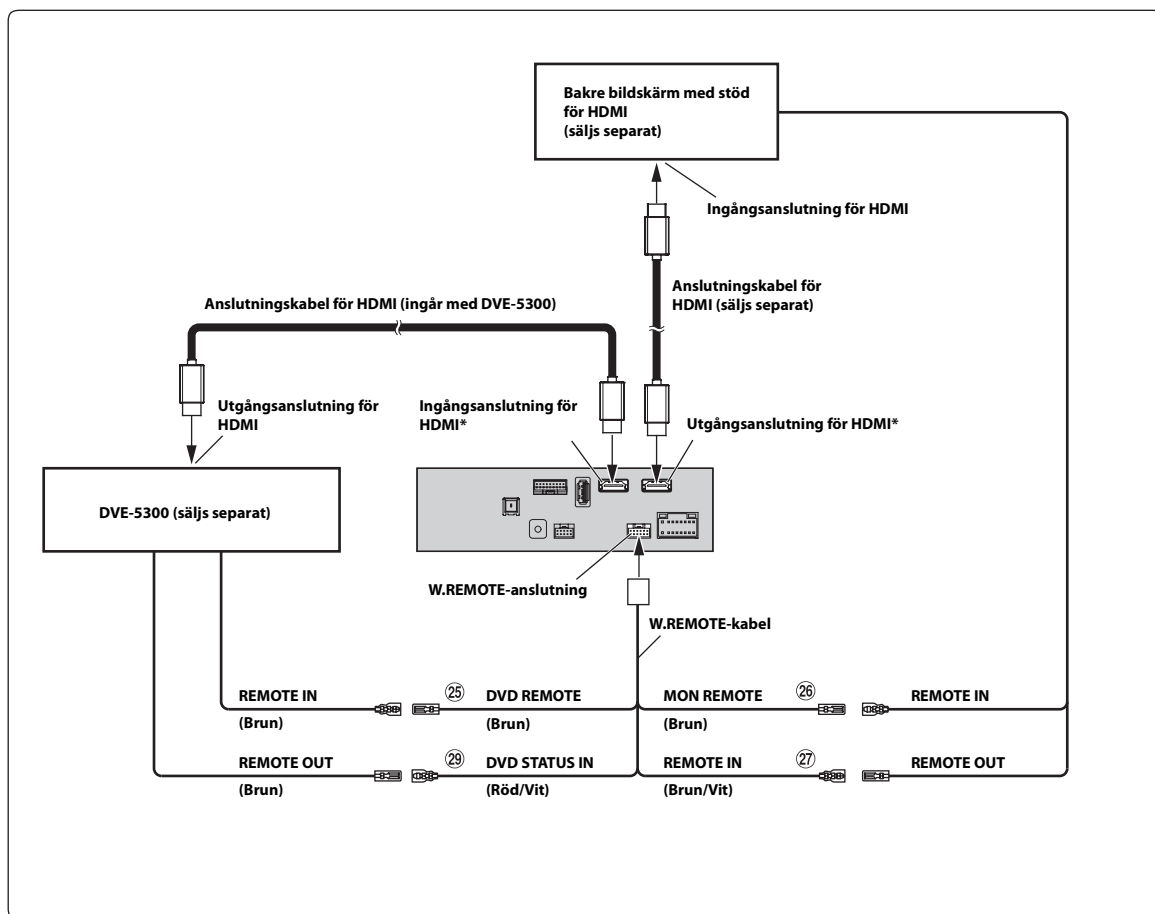 Bakre bildskärm med stöd
för HDMI
(säljs separat)
Ingångsanslutning för HDMI
Anslutningskabel för
HDMI (säljs separat)
Anslutningskabel för HDMI (ingår med DVE-5300)
Utgångsanslutning för
HDMI
Ingångsanslutning för
HDMI*
Utgångsanslutning för HDMI*
DVE-5300 (säljs separat)
W.REMOTE-anslutning
W.REMOTE-kabel
REMOTE IN ㉕ DVD REMOTE MON REMOTE ㉖ REMOTE IN
(Brun) (Brun) (Brun)
REMOTE OUT ㉙ DVD STATUS IN REMOTE IN ㉗ REMOTE OUT
(Brun) (Röd/Vit) (Brun/Vit)